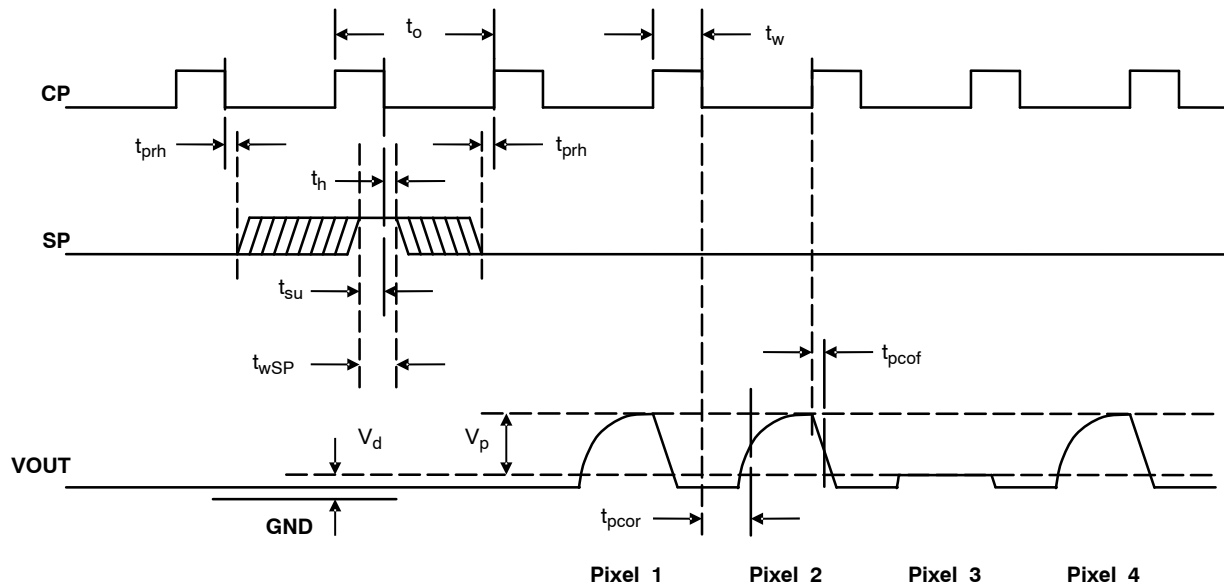 t_o
t_w
CP
t_prh
t_prh
t_h
SP
t_su
t_wSP
t_pcof
V_d
V_p
VOUT
GND
t_pcor
Pixel 1
Pixel 2
Pixel 3
Pixel 4